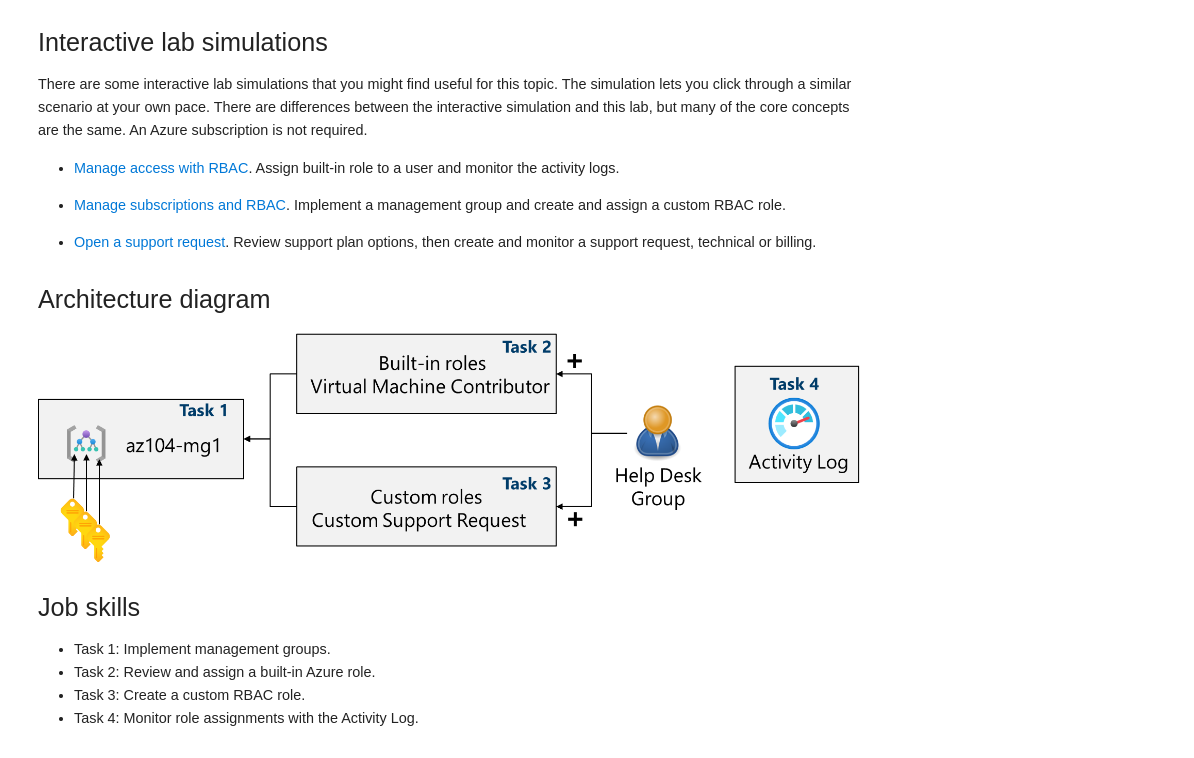 Interactive lab simulations
There are some interactive lab simulations that you might find useful for this topic. The simulation lets you click through a similar
scenario at your own pace. There are differences between the interactive simulation and this lab, but many of the core concepts
are the same. An Azure subscription is not required.
• Manage access with RBAC. Assign built-in role to a user and monitor the activity logs.
• Manage subscriptions and RBAC. Implement a management group and create and assign a custom RBAC role.
• Open a support request. Review support plan options, then create and monitor a support request, technical or billing.
Architecture diagram
Task 1
az104-mg1
Task 2
Built-in roles
Virtual Machine Contributor
Task 3
Custom roles
Custom Support Request
+
+
Help Desk
Group
Task 4
Activity Log
Job skills
• Task 1: Implement management groups.
• Task 2: Review and assign a built-in Azure role.
• Task 3: Create a custom RBAC role.
• Task 4: Monitor role assignments with the Activity Log.